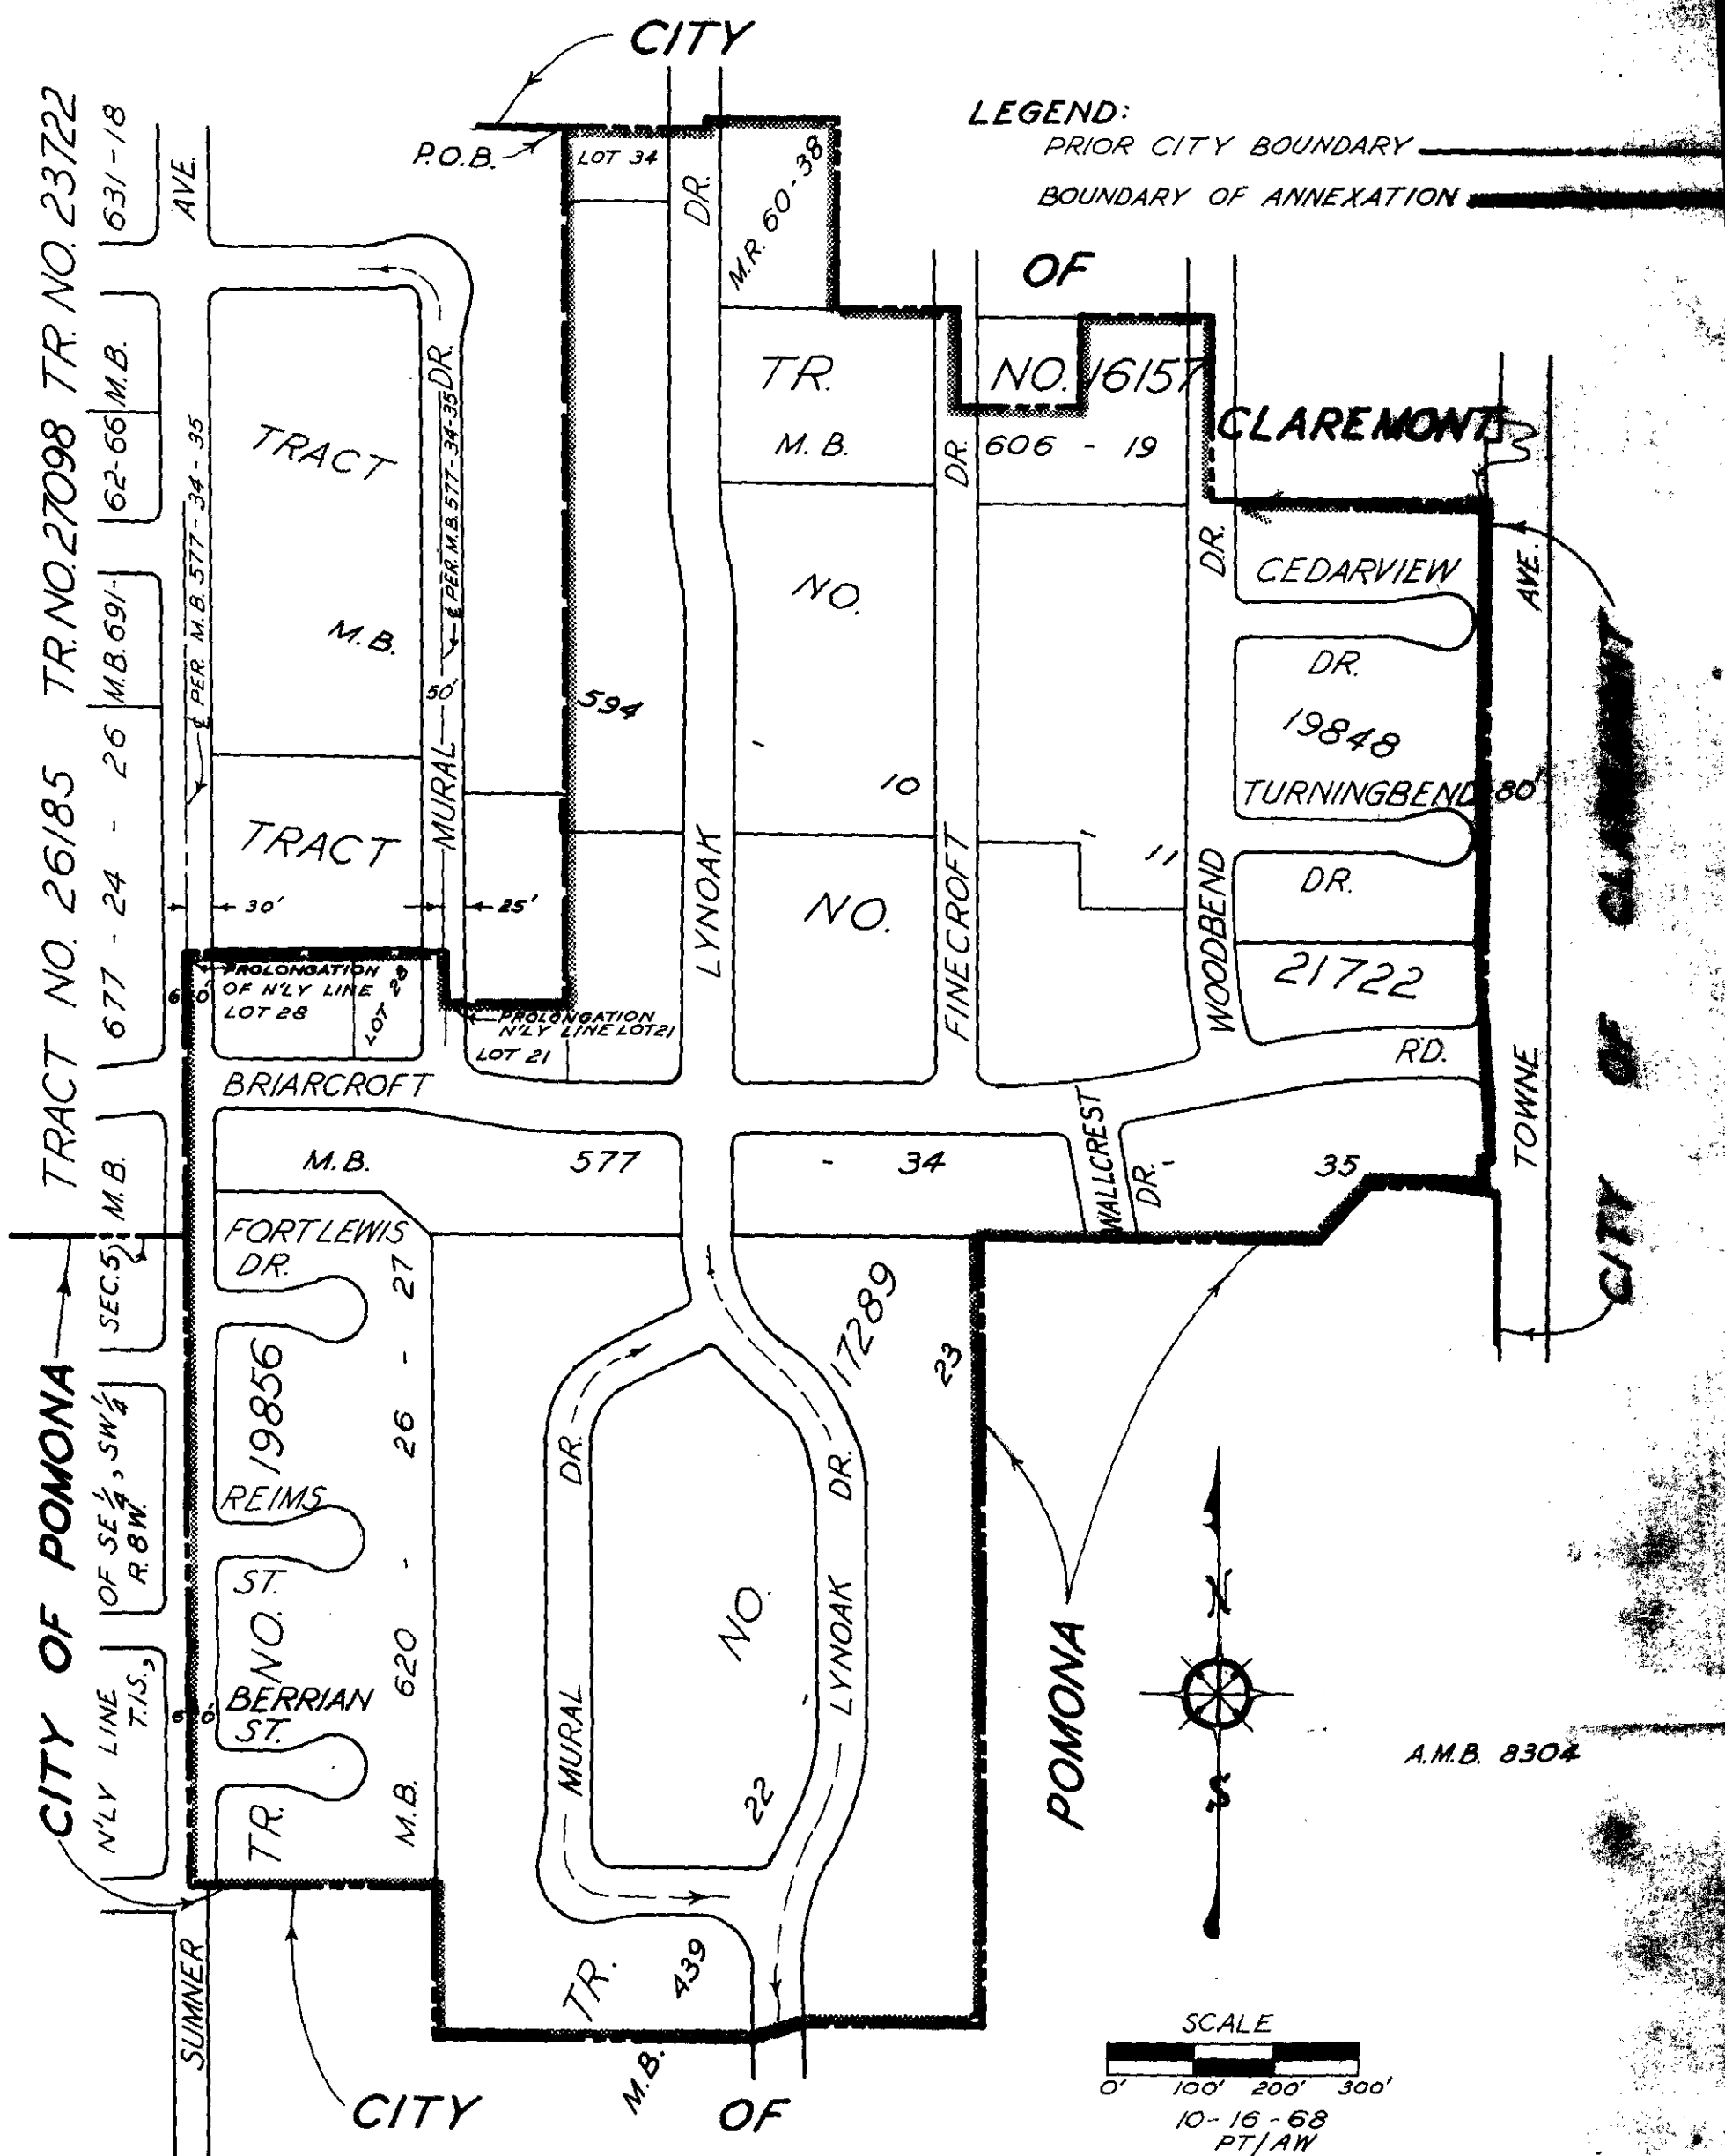 CITY
LEGEND:
PRIOR CITY BOUNDARY
BOUNDARY OF ANNEXATION
P.O.B.
LOT 34
DR.
M.R. 60-38
OF
AVE.
TR. NO. 23722
631-18
TR. NO. 27098
62-66 M.B.
M.B. 691-
TRACT NO. 26185
677 - 24 - 26
M.B.
℄ PER. M.B. 577-34-35
TRACT
M.B.
DR.
℄ PER. M.B. 577-34-35
50'
MURAL
TRACT
30'
25'
594
TR.
NO. 16157
M. B.
606 - 19
DR.
CLAREMONT
NO.
-
10
NO.
-
11
LYNOAK
FINECROFT
DR.
WOODBEND
CEDARVIEW
DR.
19848
TURNINGBEND
DR.
21722
AVE.
80'
TOWNE
CITY OF CLAREMONT
PROLONGATION
OF N'LY LINE
LOT 28
LOT 28
60'
PROLONGATION
N'LY LINE LOT 21
LOT 21
BRIARCROFT
RD.
M.B. 577 - 34 - 35
WALLCREST
DR.
FORT LEWIS
DR.
19856
REIMS
ST.
NO.
BERRIAN
ST.
60'
TR.
M.B. 620 - 26 - 27
SEC. 5,
OF SE ¼, SW ¼
R. 8 W.
N'LY LINE
T.1S.,
CITY OF POMONA
17289
23
DR.
DR.
NO.
MURAL
LYNOAK
-
22
TR.
439
M.B.
POMONA
N
S
A.M.B. 8304
SUMNER
CITY
OF
SCALE
0' 100' 200' 300'
10-16-68
PT/AW